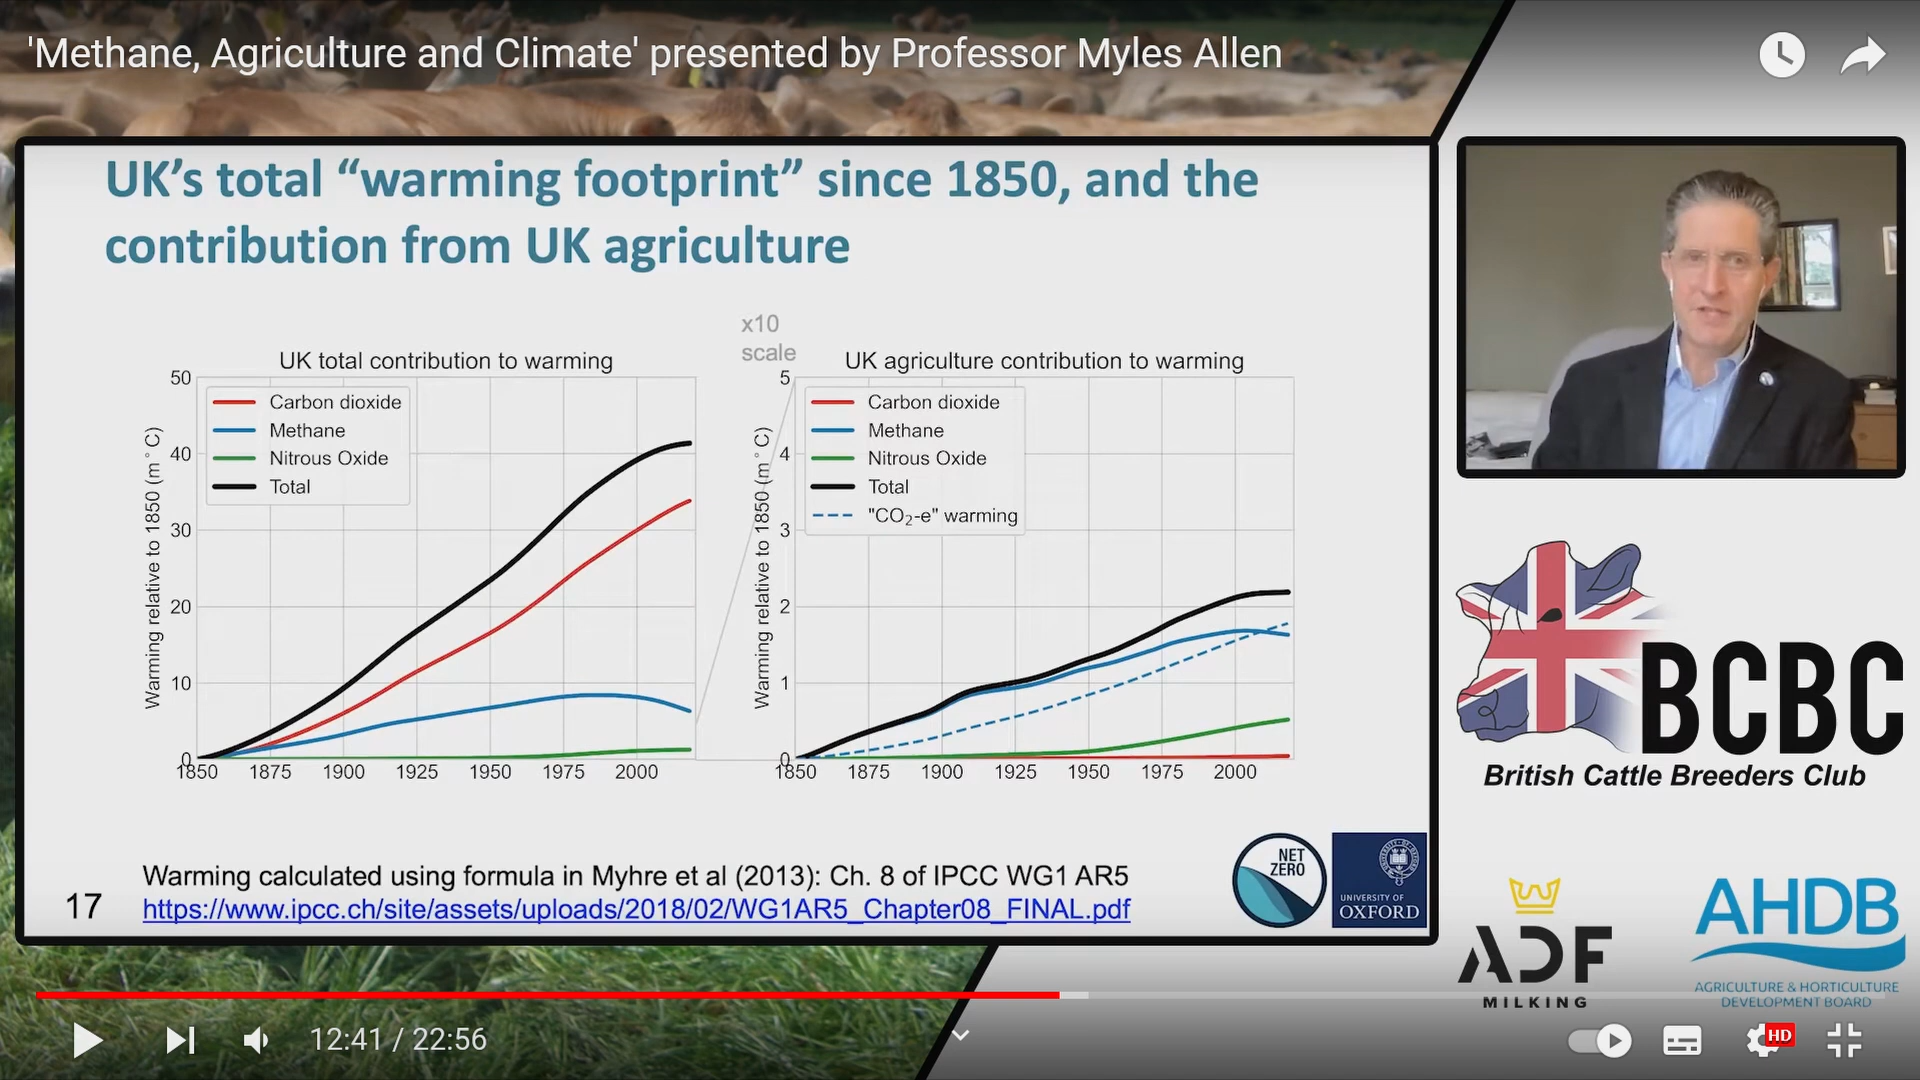 'Methane, Agriculture and Climate' presented by Professor Myles Allen
UK's total “warming footprint” since 1850, and the
contribution from UK agriculture
x10
scale
UK total contribution to warming
Warming relative to 1850 (m°C)
50
40
30
20
10
0
Carbon dioxide
Methane
Nitrous Oxide
Total
1850 1875 1900 1925 1950 1975 2000
UK agriculture contribution to warming
Warming relative to 1850 (m°C)
5
4
3
2
1
0
Carbon dioxide
Methane
Nitrous Oxide
Total
"CO₂-e" warming
1850 1875 1900 1925 1950 1975 2000
Warming calculated using formula in Myhre et al (2013): Ch. 8 of IPCC WG1 AR5
17
https://www.ipcc.ch/site/assets/uploads/2018/02/WG1AR5_Chapter08_FINAL.pdf
NET
ZERO
UNIVERSITY OF
OXFORD
BCBC
British Cattle Breeders Club
ADF
MILKING
AHDB
AGRICULTURE & HORTICULTURE
DEVELOPMENT BOARD
12:41 / 22:56
HD